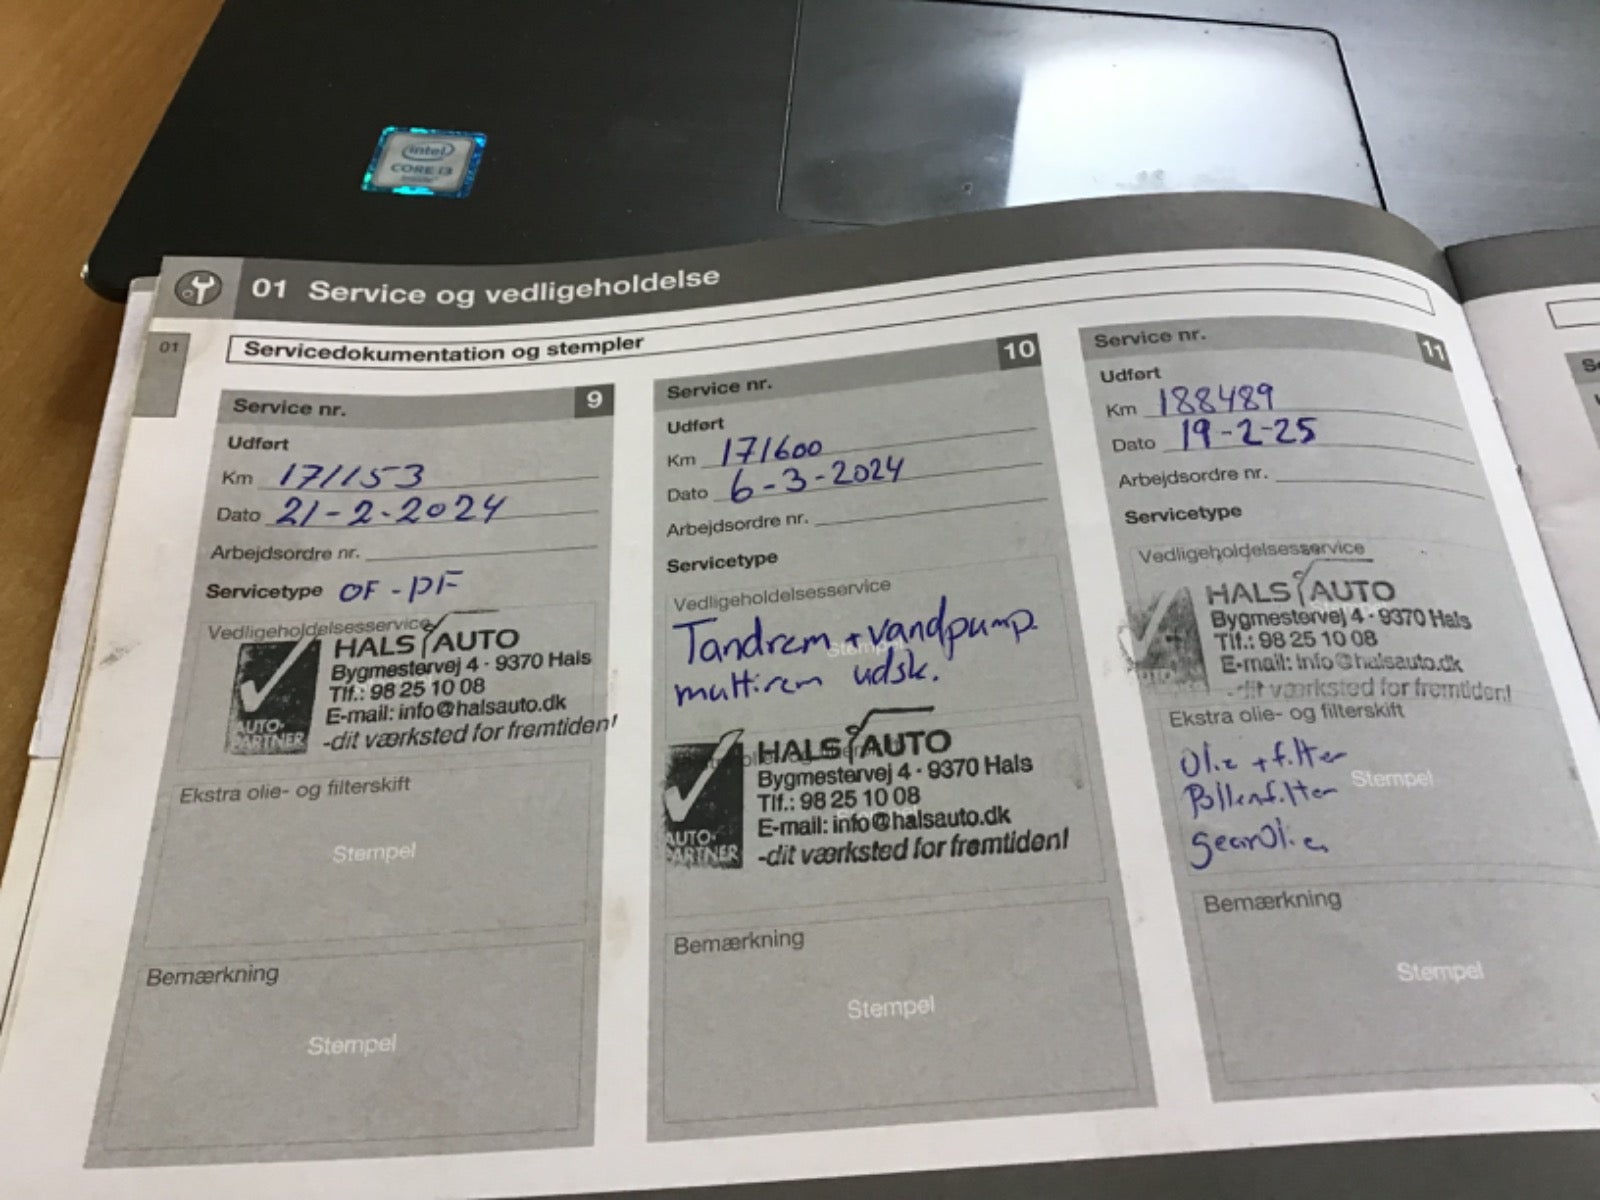 intel
CORE i3
inside
01 Service og vedligeholdelse
01
Servicedokumentation og stempler
Service nr. 9
Udført
Km 171153
Dato 21-2-2024
Arbejdsordre nr.
Servicetype OF-PF
Vedligeholdelsesservice
HALS AUTO
Bygmestervej 4 · 9370 Hals
Tlf.: 98 25 10 08
E-mail: info@halsauto.dk
-dit værksted for fremtiden!
AUTO-
PARTNER
Ekstra olie- og filterskift
Stempel
Bemærkning
Stempel
Service nr. 10
Udført
Km 171600
Dato 6-3-2024
Arbejdsordre nr.
Servicetype
Vedligeholdelsesservice
Stempel
Tandrem + vandpump
multirem udsk.
HALS AUTO
Bygmestervej 4 · 9370 Hals
Tlf.: 98 25 10 08
E-mail: info@halsauto.dk
-dit værksted for fremtiden!
AUTO-
PARTNER
Bemærkning
Stempel
Service nr. 11
Udført
Km 188489
Dato 19-2-25
Arbejdsordre nr.
Servicetype
Vedligeholdelsesservice
HALS AUTO
Bygmestervej 4 · 9370 Hals
Tlf.: 98 25 10 08
E-mail: info@halsauto.dk
-dit værksted for fremtiden!
Ekstra olie- og filterskift
Olie + filter
Stempel
Pollenfilter
Gearolie
Bemærkning
Stempel